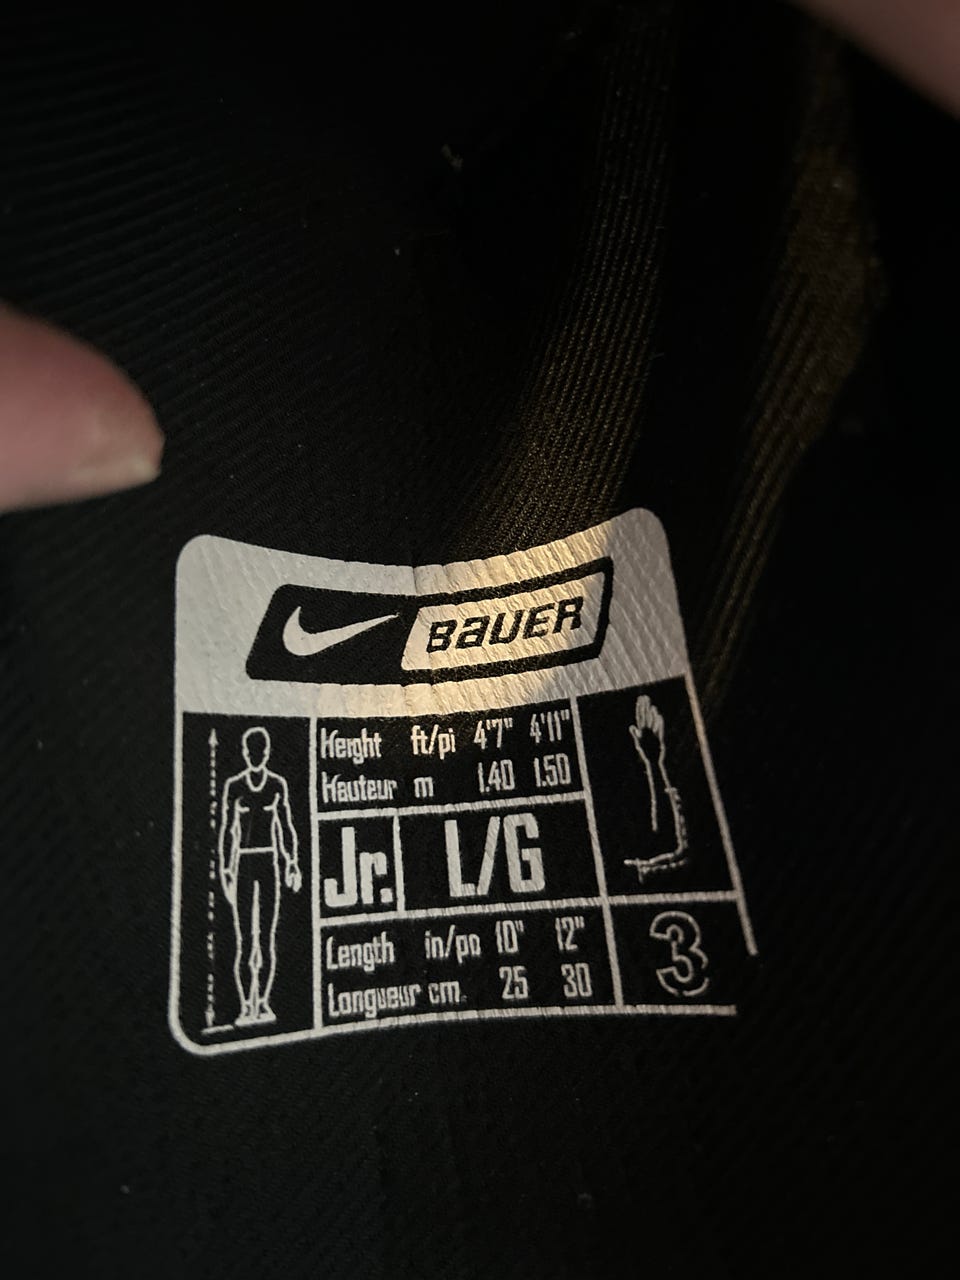 BAUER
Height ft/pi 4'7" 4'11"
Hauteur m 1.40 1.50
Jr. L/G
Length in/po 10" 12"
Longueur cm. 25 30
3